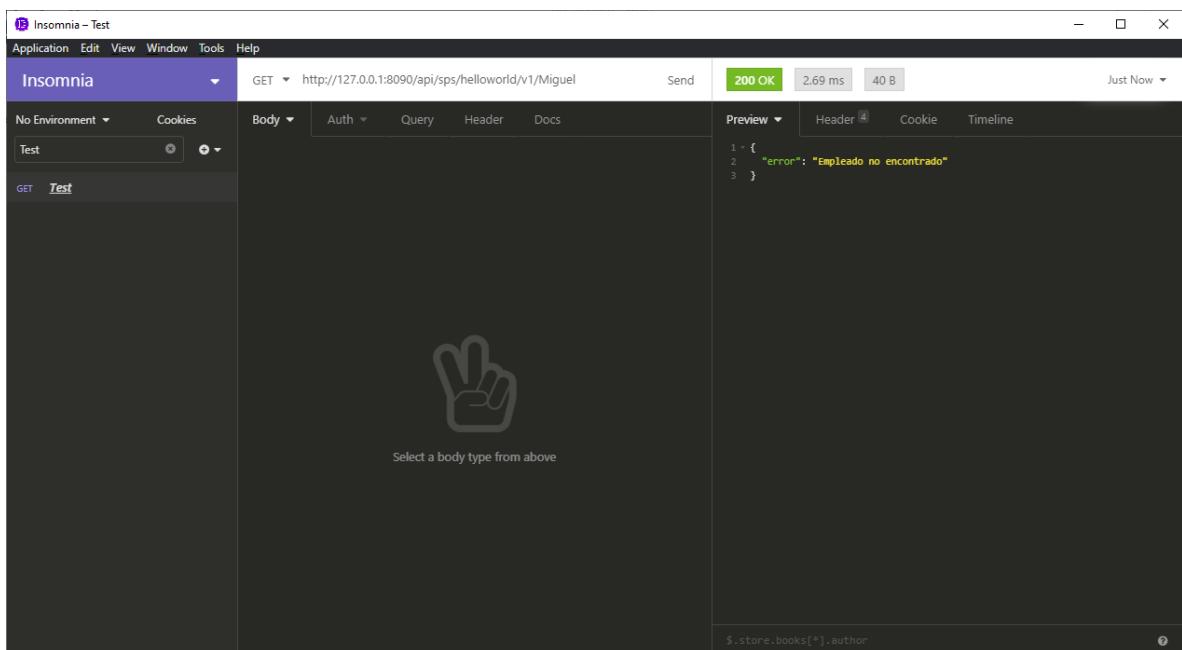 Insomnia – Test
Application Edit View Window Tools Help
Insomnia
GET http://127.0.0.1:8090/api/sps/helloworld/v1/Miguel Send
200 OK 2.69 ms 40 B Just Now
No Environment Cookies
Body Auth Query Header Docs
Preview Header 4 Cookie Timeline
Test
GET Test
1 {
2 "error": "Empleado no encontrado"
3 }
Select a body type from above
$.store.books[*].author